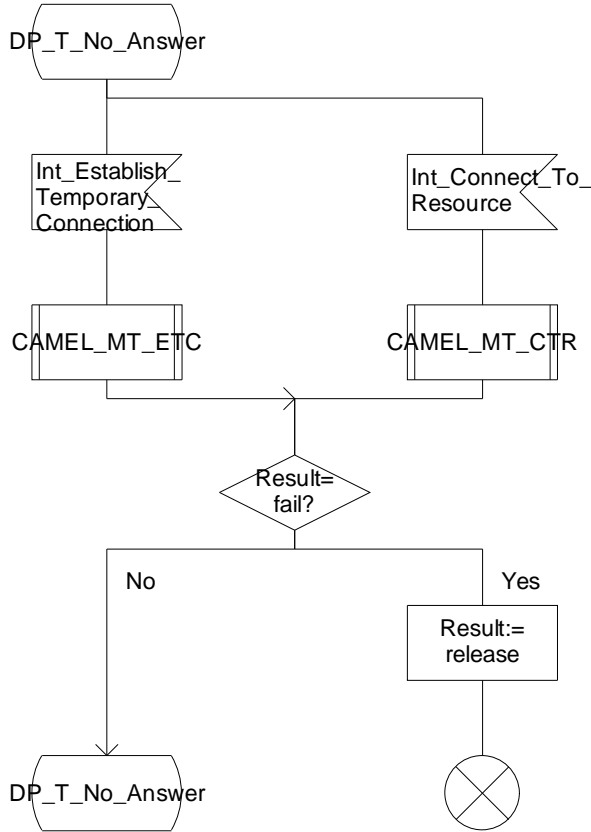 DP_T_No_Answer
Int_Establish_
Temporary_
Connection
Int_Connect_To_
Resource
CAMEL_MT_ETC
CAMEL_MT_CTR
Result=
fail?
No
Yes
Result:=
release
DP_T_No_Answer